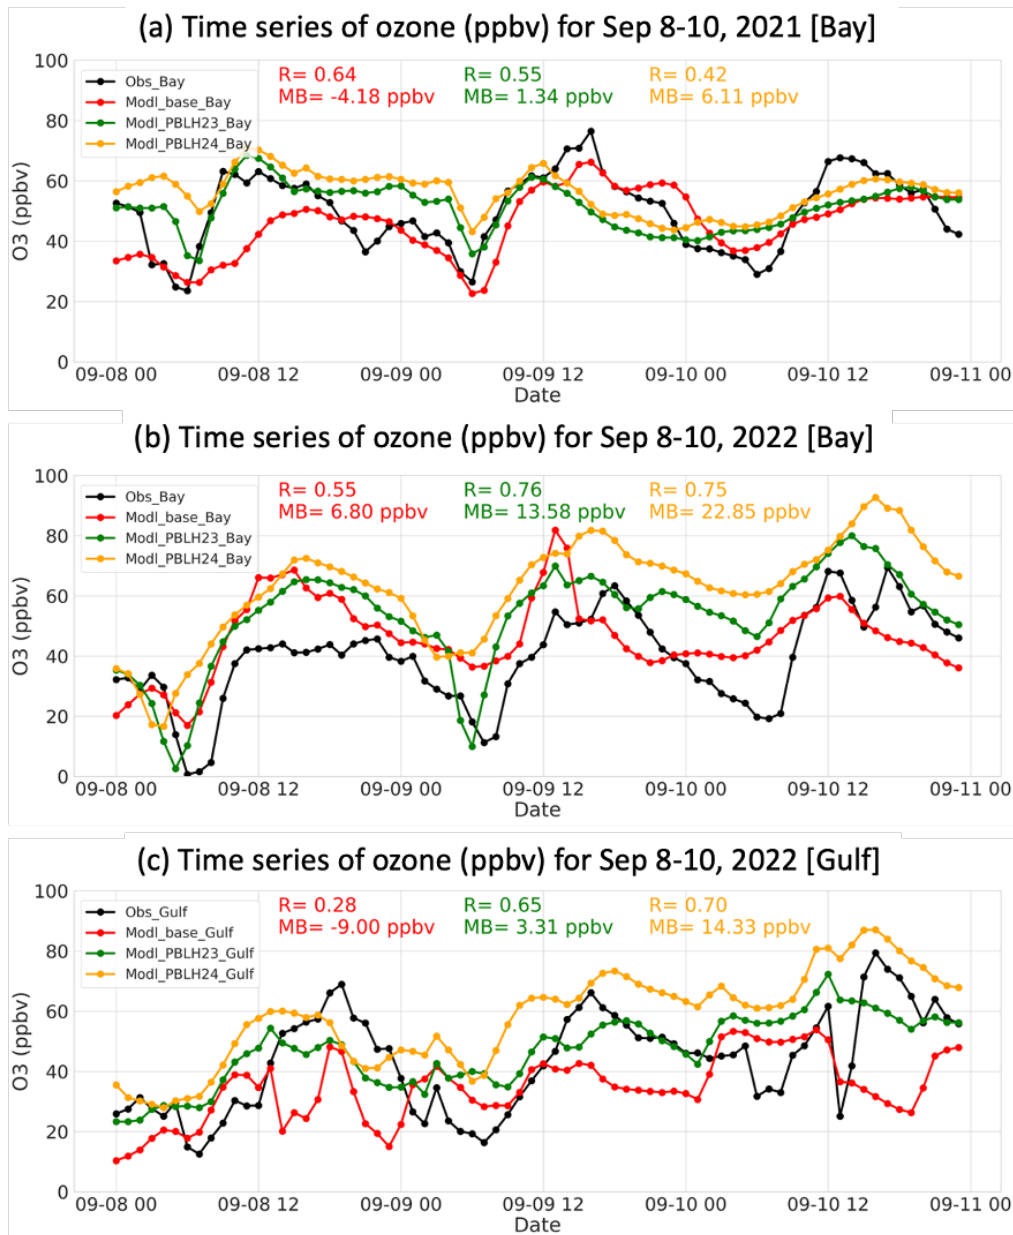 (a) Time series of ozone (ppbv) for Sep 8-10, 2021 [Bay]
100
80
60
40
20
0
O3 (ppbv)
Obs_Bay
Modl_base_Bay
Modl_PBLH23_Bay
Modl_PBLH24_Bay
R= 0.64
MB= -4.18 ppbv
R= 0.55
MB= 1.34 ppbv
R= 0.42
MB= 6.11 ppbv
09-08 00 09-08 12 09-09 00 09-09 12 09-10 00 09-10 12 09-11 00
Date
(b) Time series of ozone (ppbv) for Sep 8-10, 2022 [Bay]
100
80
60
40
20
0
O3 (ppbv)
Obs_Bay
Modl_base_Bay
Modl_PBLH23_Bay
Modl_PBLH24_Bay
R= 0.55
MB= 6.80 ppbv
R= 0.76
MB= 13.58 ppbv
R= 0.75
MB= 22.85 ppbv
09-08 00 09-08 12 09-09 00 09-09 12 09-10 00 09-10 12 09-11 00
Date
(c) Time series of ozone (ppbv) for Sep 8-10, 2022 [Gulf]
100
80
60
40
20
0
O3 (ppbv)
Obs_Gulf
Modl_base_Gulf
Modl_PBLH23_Gulf
Modl_PBLH24_Gulf
R= 0.28
MB= -9.00 ppbv
R= 0.65
MB= 3.31 ppbv
R= 0.70
MB= 14.33 ppbv
09-08 00 09-08 12 09-09 00 09-09 12 09-10 00 09-10 12 09-11 00
Date